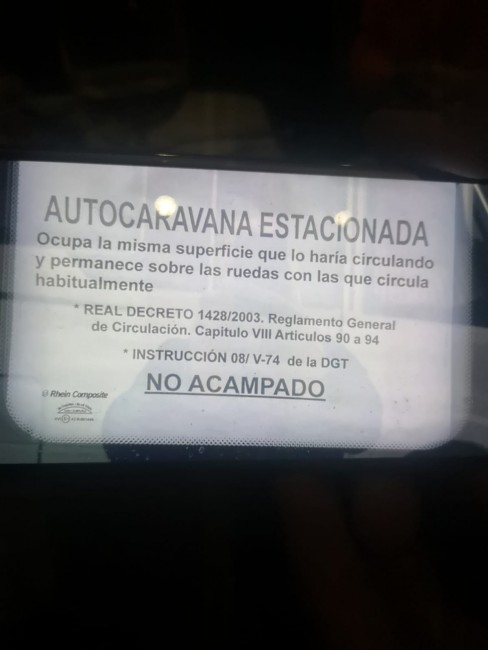 AUTOCARAVANA ESTACIONADA
Ocupa la misma superficie que lo haría circulando
y permanece sobre las ruedas con las que circula
habitualmente
* REAL DECRETO 1428/2003. Reglamento General
de Circulación. Capitulo VIII Articulos 90 a 94
* INSTRUCCIÓN 08/ V-74 de la DGT
NO ACAMPADO
Rhein Composite